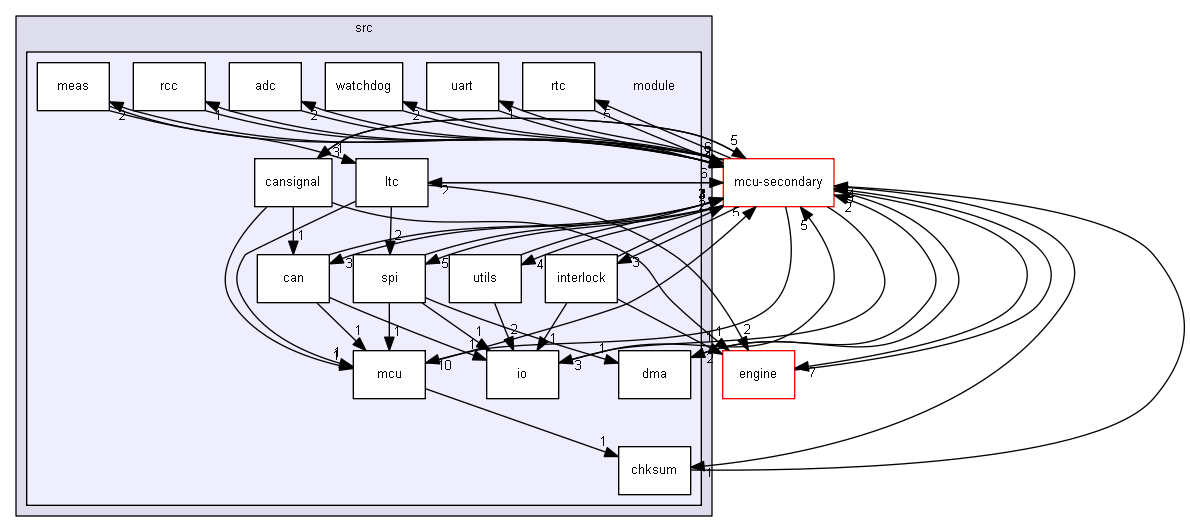 src
meas
rcc
adc
watchdog
uart
rtc
module
2
1
2
2
1
5
3
1
5
cansignal
ltc
mcu-secondary
6
2
2
5
5
1
2
can
spi
utils
interlock
3
5
4
3
1
1
1
1
2
1
1
2
1
mcu
io
dma
engine
10
3
1
2
7
1
chksum
1